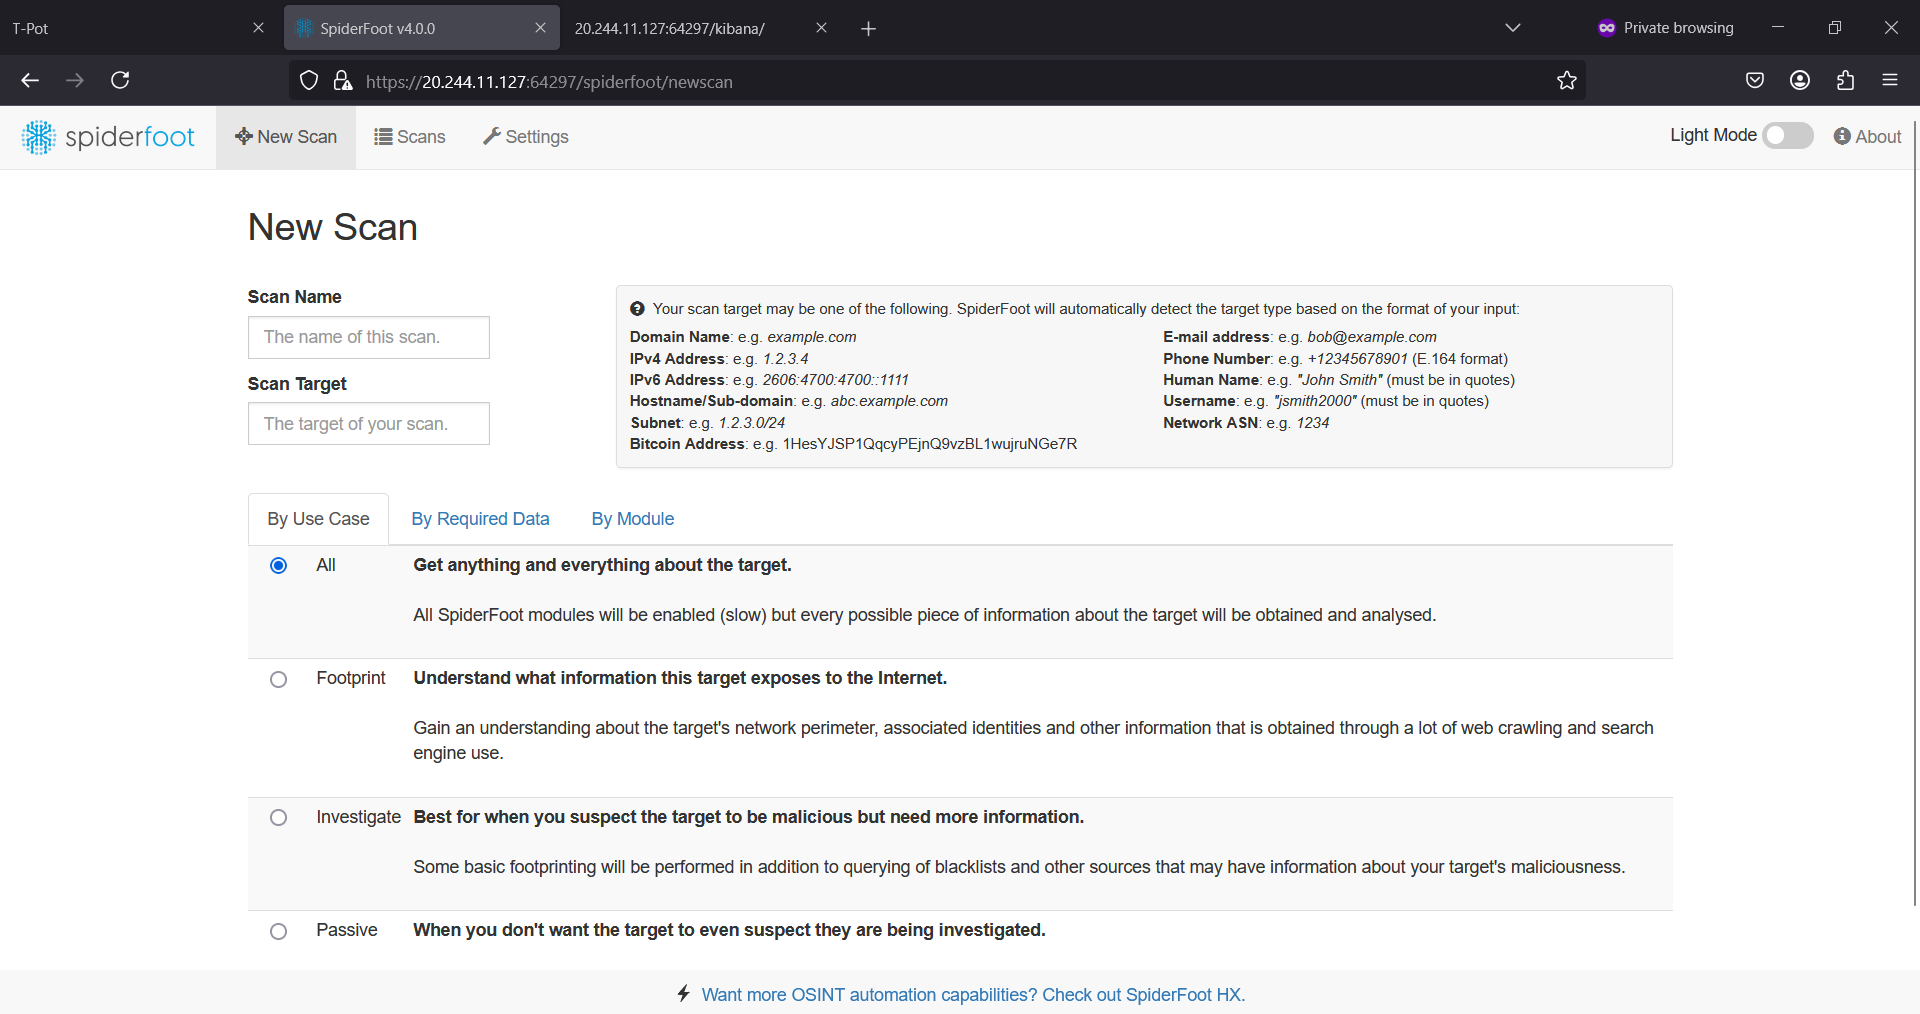 T-Pot
SpiderFoot v4.0.0
20.244.11.127:64297/kibana/
Private browsing
https://20.244.11.127:64297/spiderfoot/newscan
spiderfoot
New Scan
Scans
Settings
Light Mode
About
New Scan
Scan Name
The name of this scan.
Scan Target
The target of your scan.
Your scan target may be one of the following. SpiderFoot will automatically detect the target type based on the format of your input:
Domain Name: e.g. example.com
IPv4 Address: e.g. 1.2.3.4
IPv6 Address: e.g. 2606:4700:4700::1111
Hostname/Sub-domain: e.g. abc.example.com
Subnet: e.g. 1.2.3.0/24
Bitcoin Address: e.g. 1HesYJSP1QqcyPEjnQ9vzBL1wujruNGe7R
E-mail address: e.g. bob@example.com
Phone Number: e.g. +12345678901 (E.164 format)
Human Name: e.g. "John Smith" (must be in quotes)
Username: e.g. "jsmith2000" (must be in quotes)
Network ASN: e.g. 1234
By Use Case
By Required Data
By Module
All
Get anything and everything about the target.
All SpiderFoot modules will be enabled (slow) but every possible piece of information about the target will be obtained and analysed.
Footprint
Understand what information this target exposes to the Internet.
Gain an understanding about the target's network perimeter, associated identities and other information that is obtained through a lot of web crawling and search
engine use.
Investigate
Best for when you suspect the target to be malicious but need more information.
Some basic footprinting will be performed in addition to querying of blacklists and other sources that may have information about your target's maliciousness.
Passive
When you don't want the target to even suspect they are being investigated.
Want more OSINT automation capabilities? Check out SpiderFoot HX.